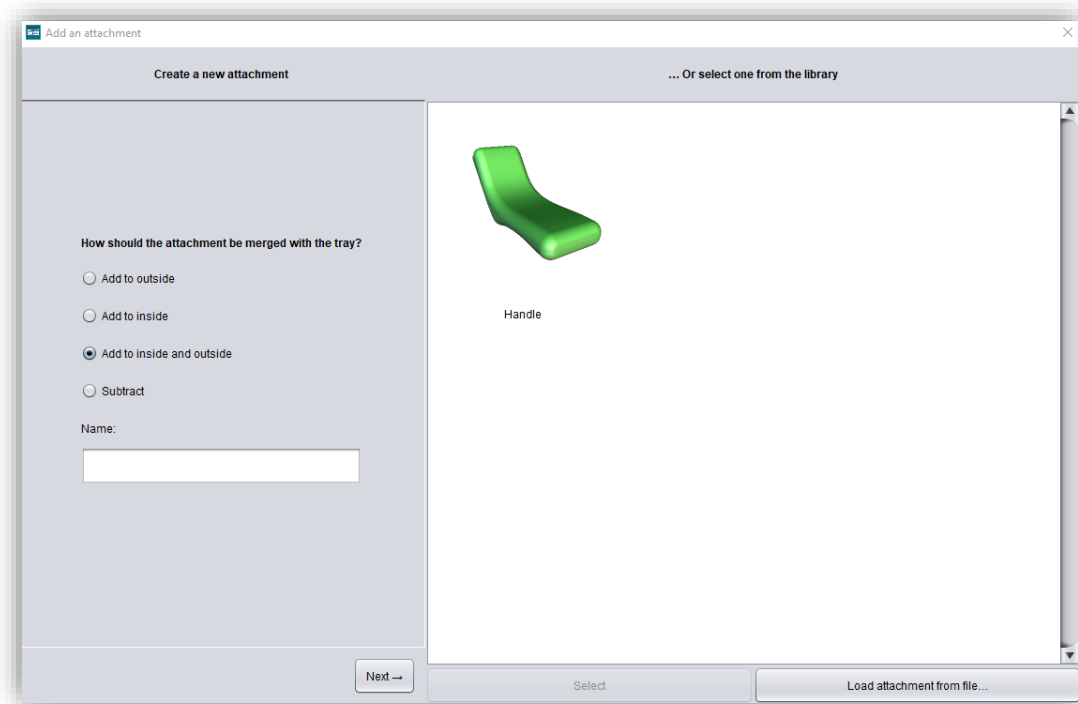 Add an attachment
Create a new attachment
... Or select one from the library
How should the attachment be merged with the tray?
Add to outside
Add to inside
Add to inside and outside
Subtract
Name:
Handle
Next →
Select
Load attachment from file...